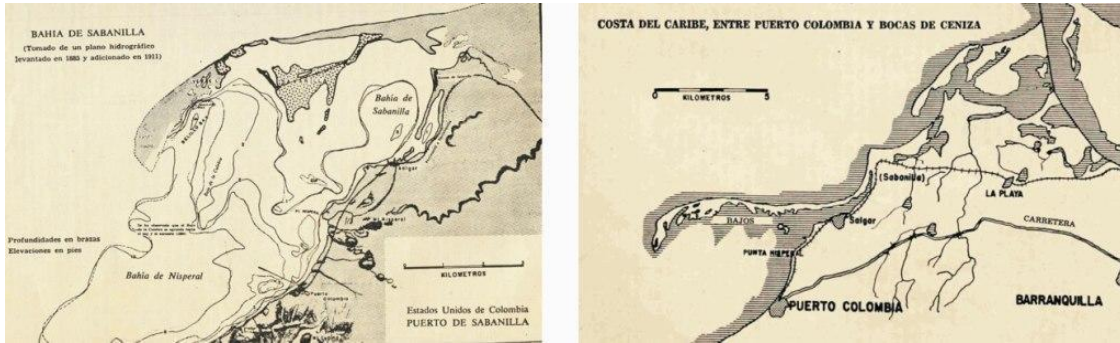 BAHIA DE SABANILLA
(Tomado de un plano hidrográfico
levantado en 1885 y adicionado en 1911)
Bahía de
Sabanilla
Salgar
Profundidades en brazas
Elevaciones en pies
Bahía de Nisperal
Puerto
Colombia
KILOMETROS
Estados Unidos de Colombia
PUERTO DE SABANILLA
COSTA DEL CARIBE, ENTRE PUERTO COLOMBIA Y BOCAS DE CENIZA
0 5
KILOMETROS
(Sabanilla)
LA PLAYA
BAJOS
Salgar
CARRETERA
PUNTA NISPERAL
PUERTO COLOMBIA
BARRANQUILLA